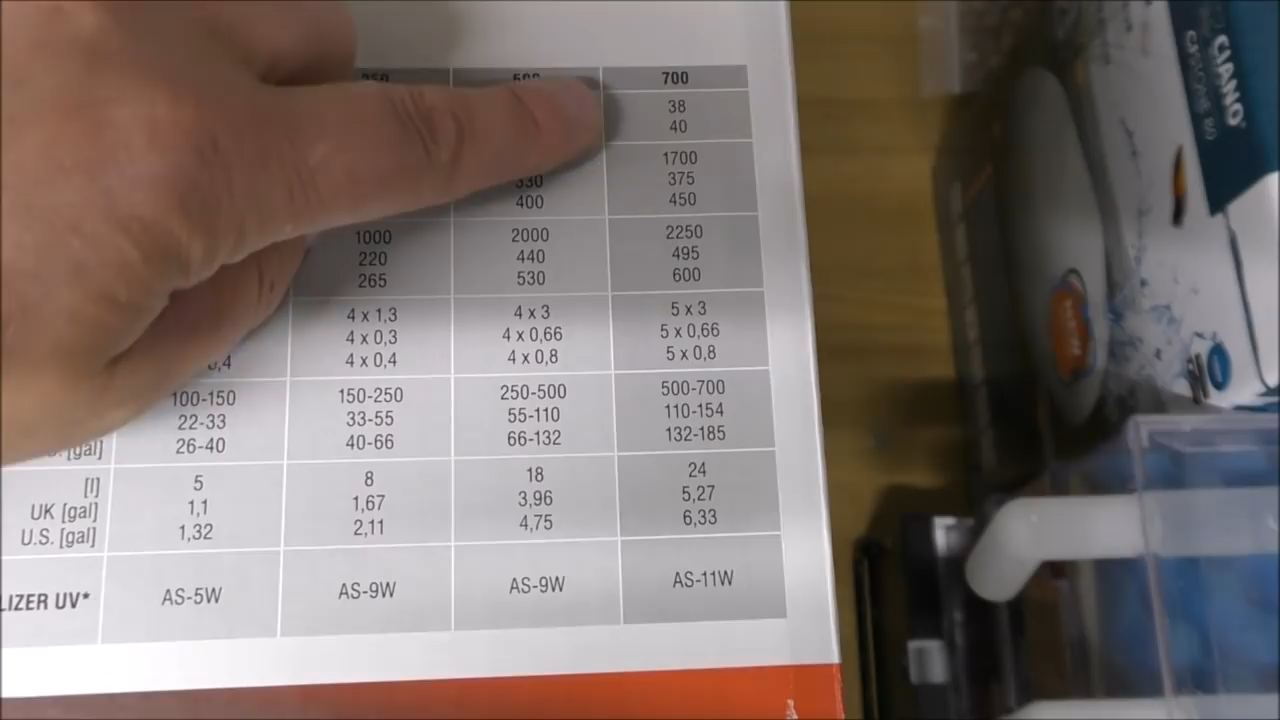 700
38
40
1700
375
400
450
1000
2000
2250
220
440
495
265
530
600
4 x 1,3
4 x 3
5 x 3
4 x 0,3
4 x 0,66
5 x 0,66
4 x 0,4
4 x 0,8
5 x 0,8
100-150
150-250
250-500
500-700
22-33
33-55
55-110
110-154
[gal]
26-40
40-66
66-132
132-185
[l]
5
8
18
24
UK [gal]
1,1
1,67
3,96
5,27
U.S. [gal]
1,32
2,11
4,75
6,33
LIZER UV*
AS-5W
AS-9W
AS-9W
AS-11W
CIANO